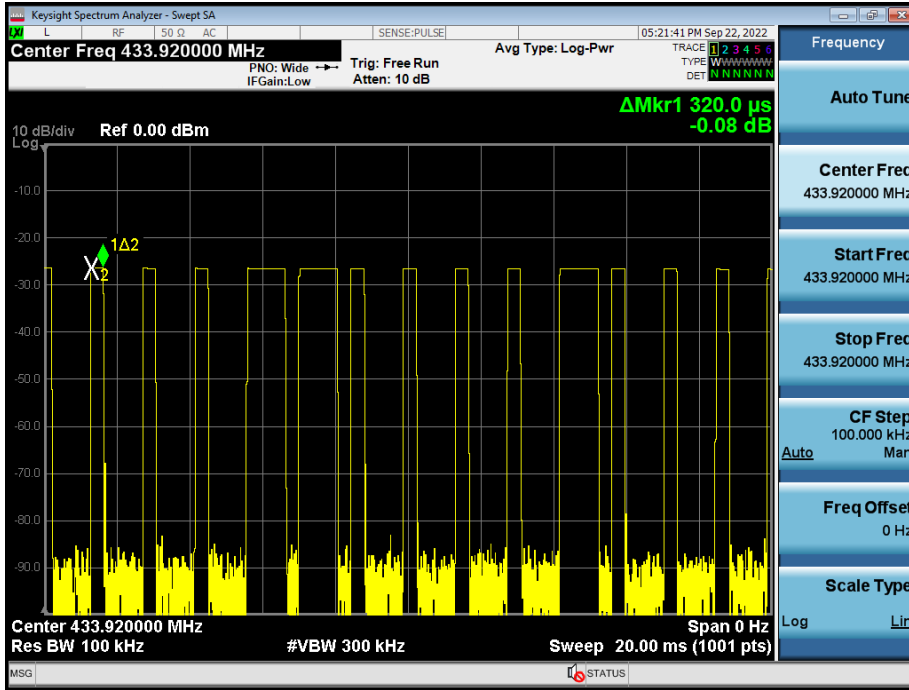 Keysight Spectrum Analyzer - Swept SA
LXI L RF 50 Ω AC SENSE:PULSE 05:21:41 PM Sep 22, 2022
Center Freq 433.920000 MHz Avg Type: Log-Pwr TRACE 1 2 3 4 5 6
PNO: Wide Trig: Free Run TYPE WWWWWW
IFGain:Low Atten: 10 dB DET N N N N N N
ΔMkr1 320.0 µs
-0.08 dB
10 dB/div Ref 0.00 dBm
Log
-10.0
-20.0
1Δ2
X2
-30.0
-40.0
-50.0
-60.0
-70.0
-80.0
-90.0
Center 433.920000 MHz Span 0 Hz
Res BW 100 kHz #VBW 300 kHz Sweep 20.00 ms (1001 pts)
MSG STATUS
Frequency
Auto Tune
Center Freq
433.920000 MHz
Start Freq
433.920000 MHz
Stop Freq
433.920000 MHz
CF Step
100.000 kHz
Auto Man
Freq Offset
0 Hz
Scale Type
Log Lin